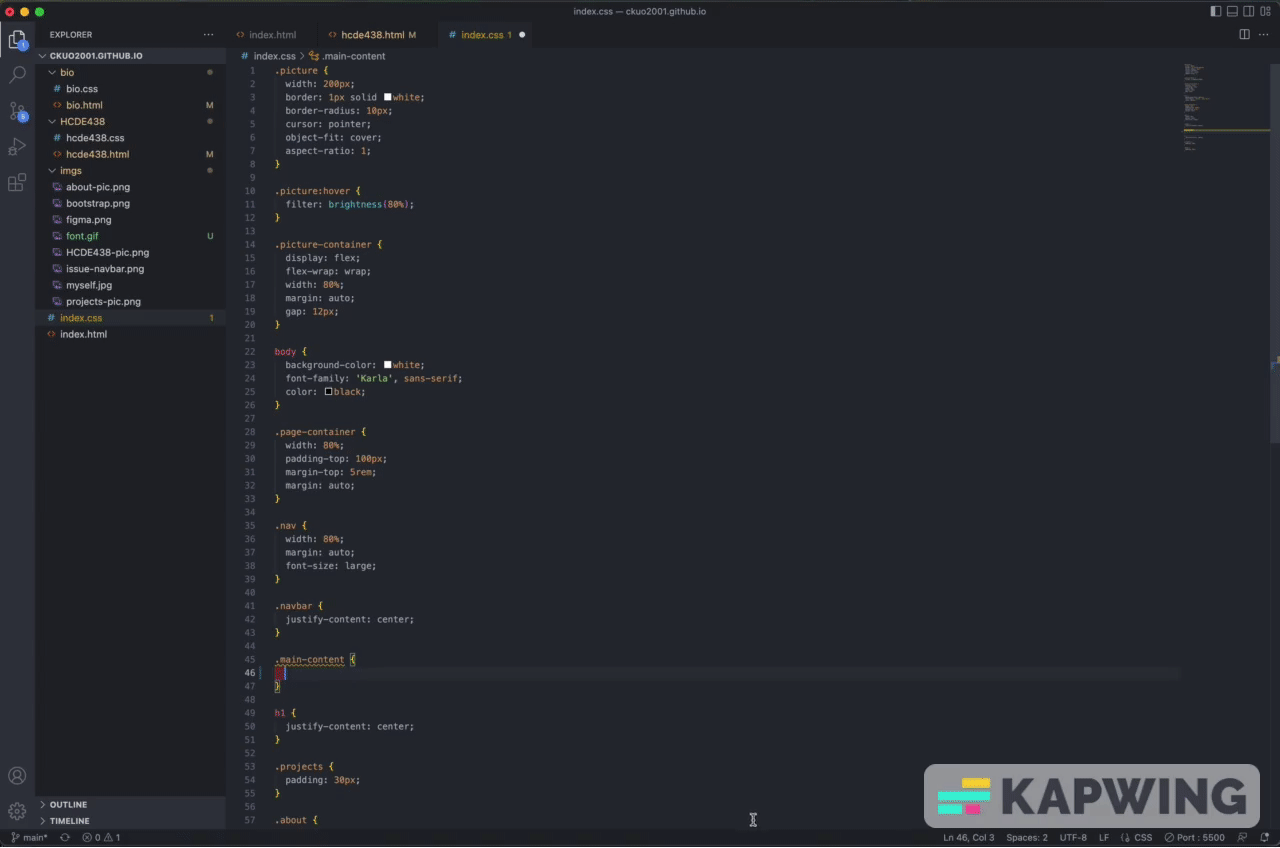 index.css — ckuo2001.github.io
EXPLORER ···
index.html
hcde438.html M
index.css 1
CKUO2001.GITHUB.IO
index.css > .main-content
bio
bio.css
bio.html M
HCDE438
hcde438.css
hcde438.html M
imgs
about-pic.png
bootstrap.png
figma.png
font.gif U
HCDE438-pic.png
issue-navbar.png
myself.jpg
projects-pic.png
index.css 1
index.html
1 .picture {
2 width: 200px;
3 border: 1px solid white;
4 border-radius: 10px;
5 cursor: pointer;
6 object-fit: cover;
7 aspect-ratio: 1;
8 }
9
10 .picture:hover {
11 filter: brightness(80%);
12 }
13
14 .picture-container {
15 display: flex;
16 flex-wrap: wrap;
17 width: 80%;
18 margin: auto;
19 gap: 12px;
20 }
21
22 body {
23 background-color: white;
24 font-family: 'Karla', sans-serif;
25 color: black;
26 }
27
28 .page-container {
29 width: 80%;
30 padding-top: 100px;
31 margin-top: 5rem;
32 margin: auto;
33 }
34
35 .nav {
36 width: 80%;
37 margin: auto;
38 font-size: large;
39 }
40
41 .navbar {
42 justify-content: center;
43 }
44
45 .main-content {
46
47 }
48
49 h1 {
50 justify-content: center;
51 }
52
53 .projects {
54 padding: 30px;
55 }
56
57 .about {
OUTLINE
TIMELINE
KAPWING
main* 0 1 Ln 46, Col 3 Spaces: 2 UTF-8 LF CSS Port : 5500